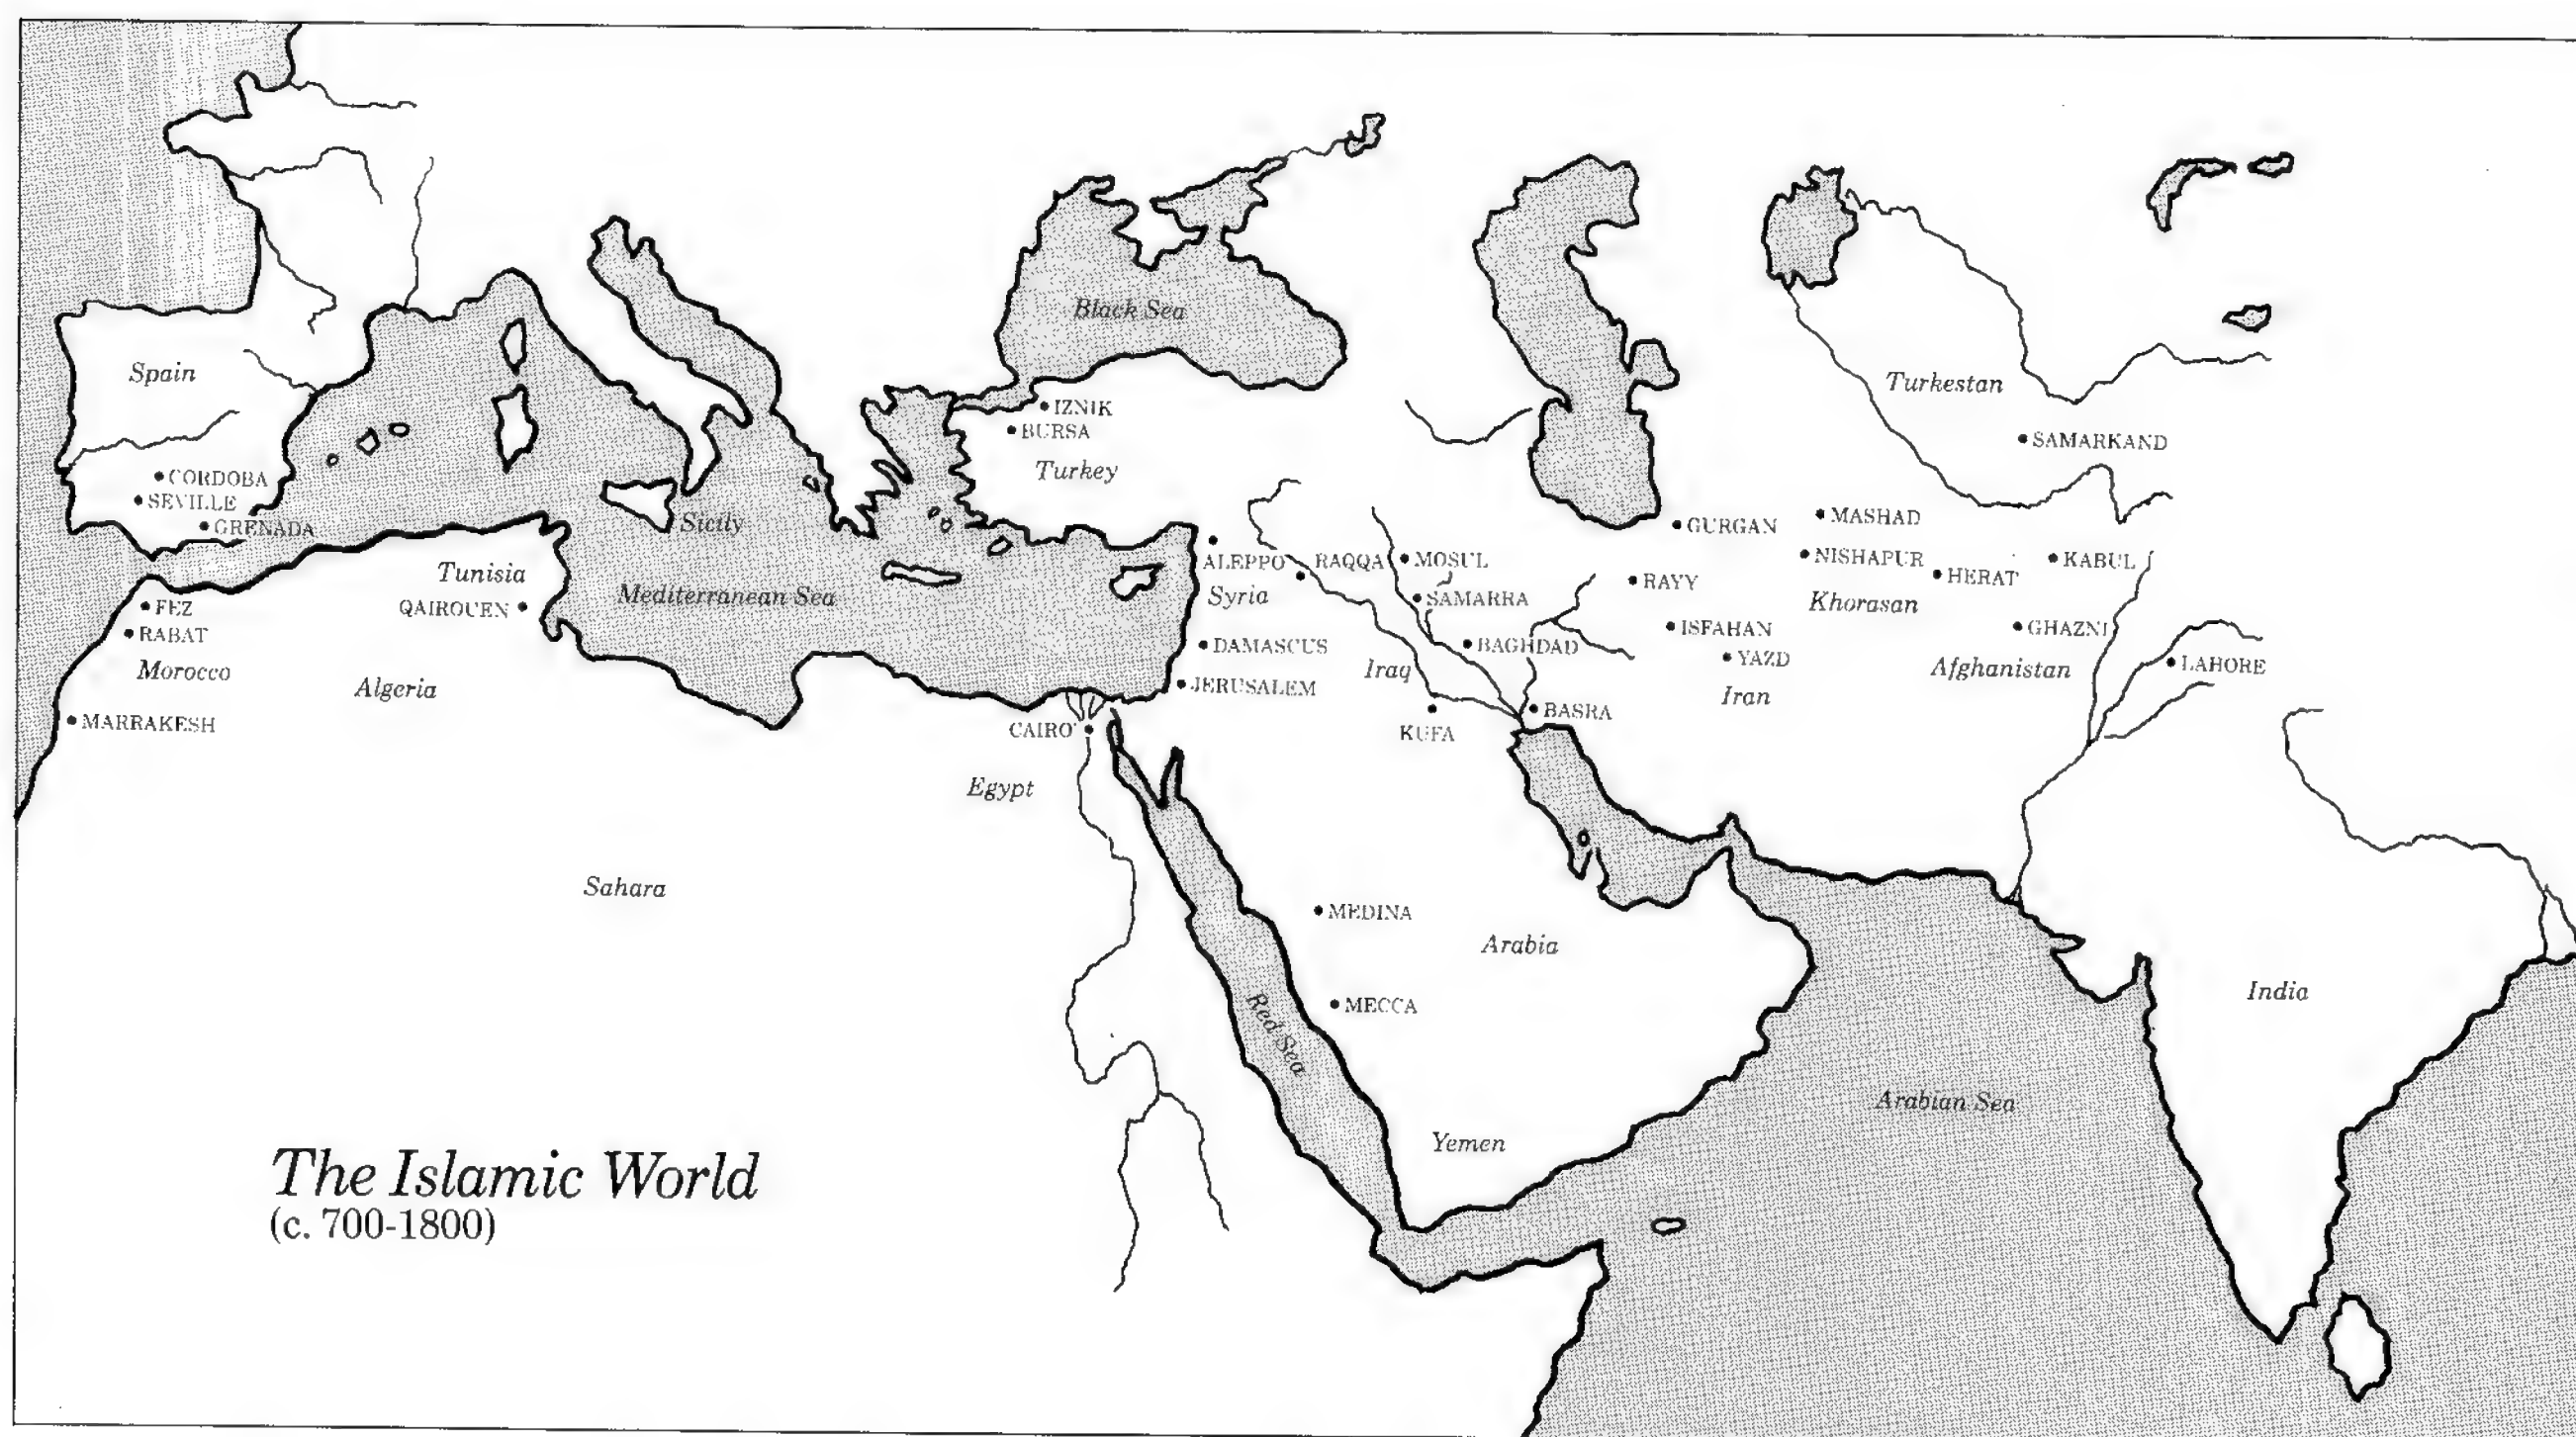 Black Sea
Spain
Turkestan
IZNIK
BURSA
SAMARKAND
Turkey
CORDOBA
SEVILLE
GRENADA
Sicily
GURGAN
MASHAD
ALEPPO
RAQQA
MOSUL
NISHAPUR
HERAT
KABUL
Tunisia
RAYY
Mediterranean Sea
Syria
SAMARRA
Khorasan
FEZ
QAIROUEN
RABAT
ISFAHAN
GHAZNI
DAMASCUS
BAGHDAD
YAZD
Morocco
Iraq
Afghanistan
LAHORE
Algeria
JERUSALEM
Iran
MARRAKESH
CAIRO
KUFA
BASRA
Egypt
Sahara
MEDINA
Arabia
MECCA
India
Red Sea
Arabian Sea
Yemen
The Islamic World
(c. 700-1800)